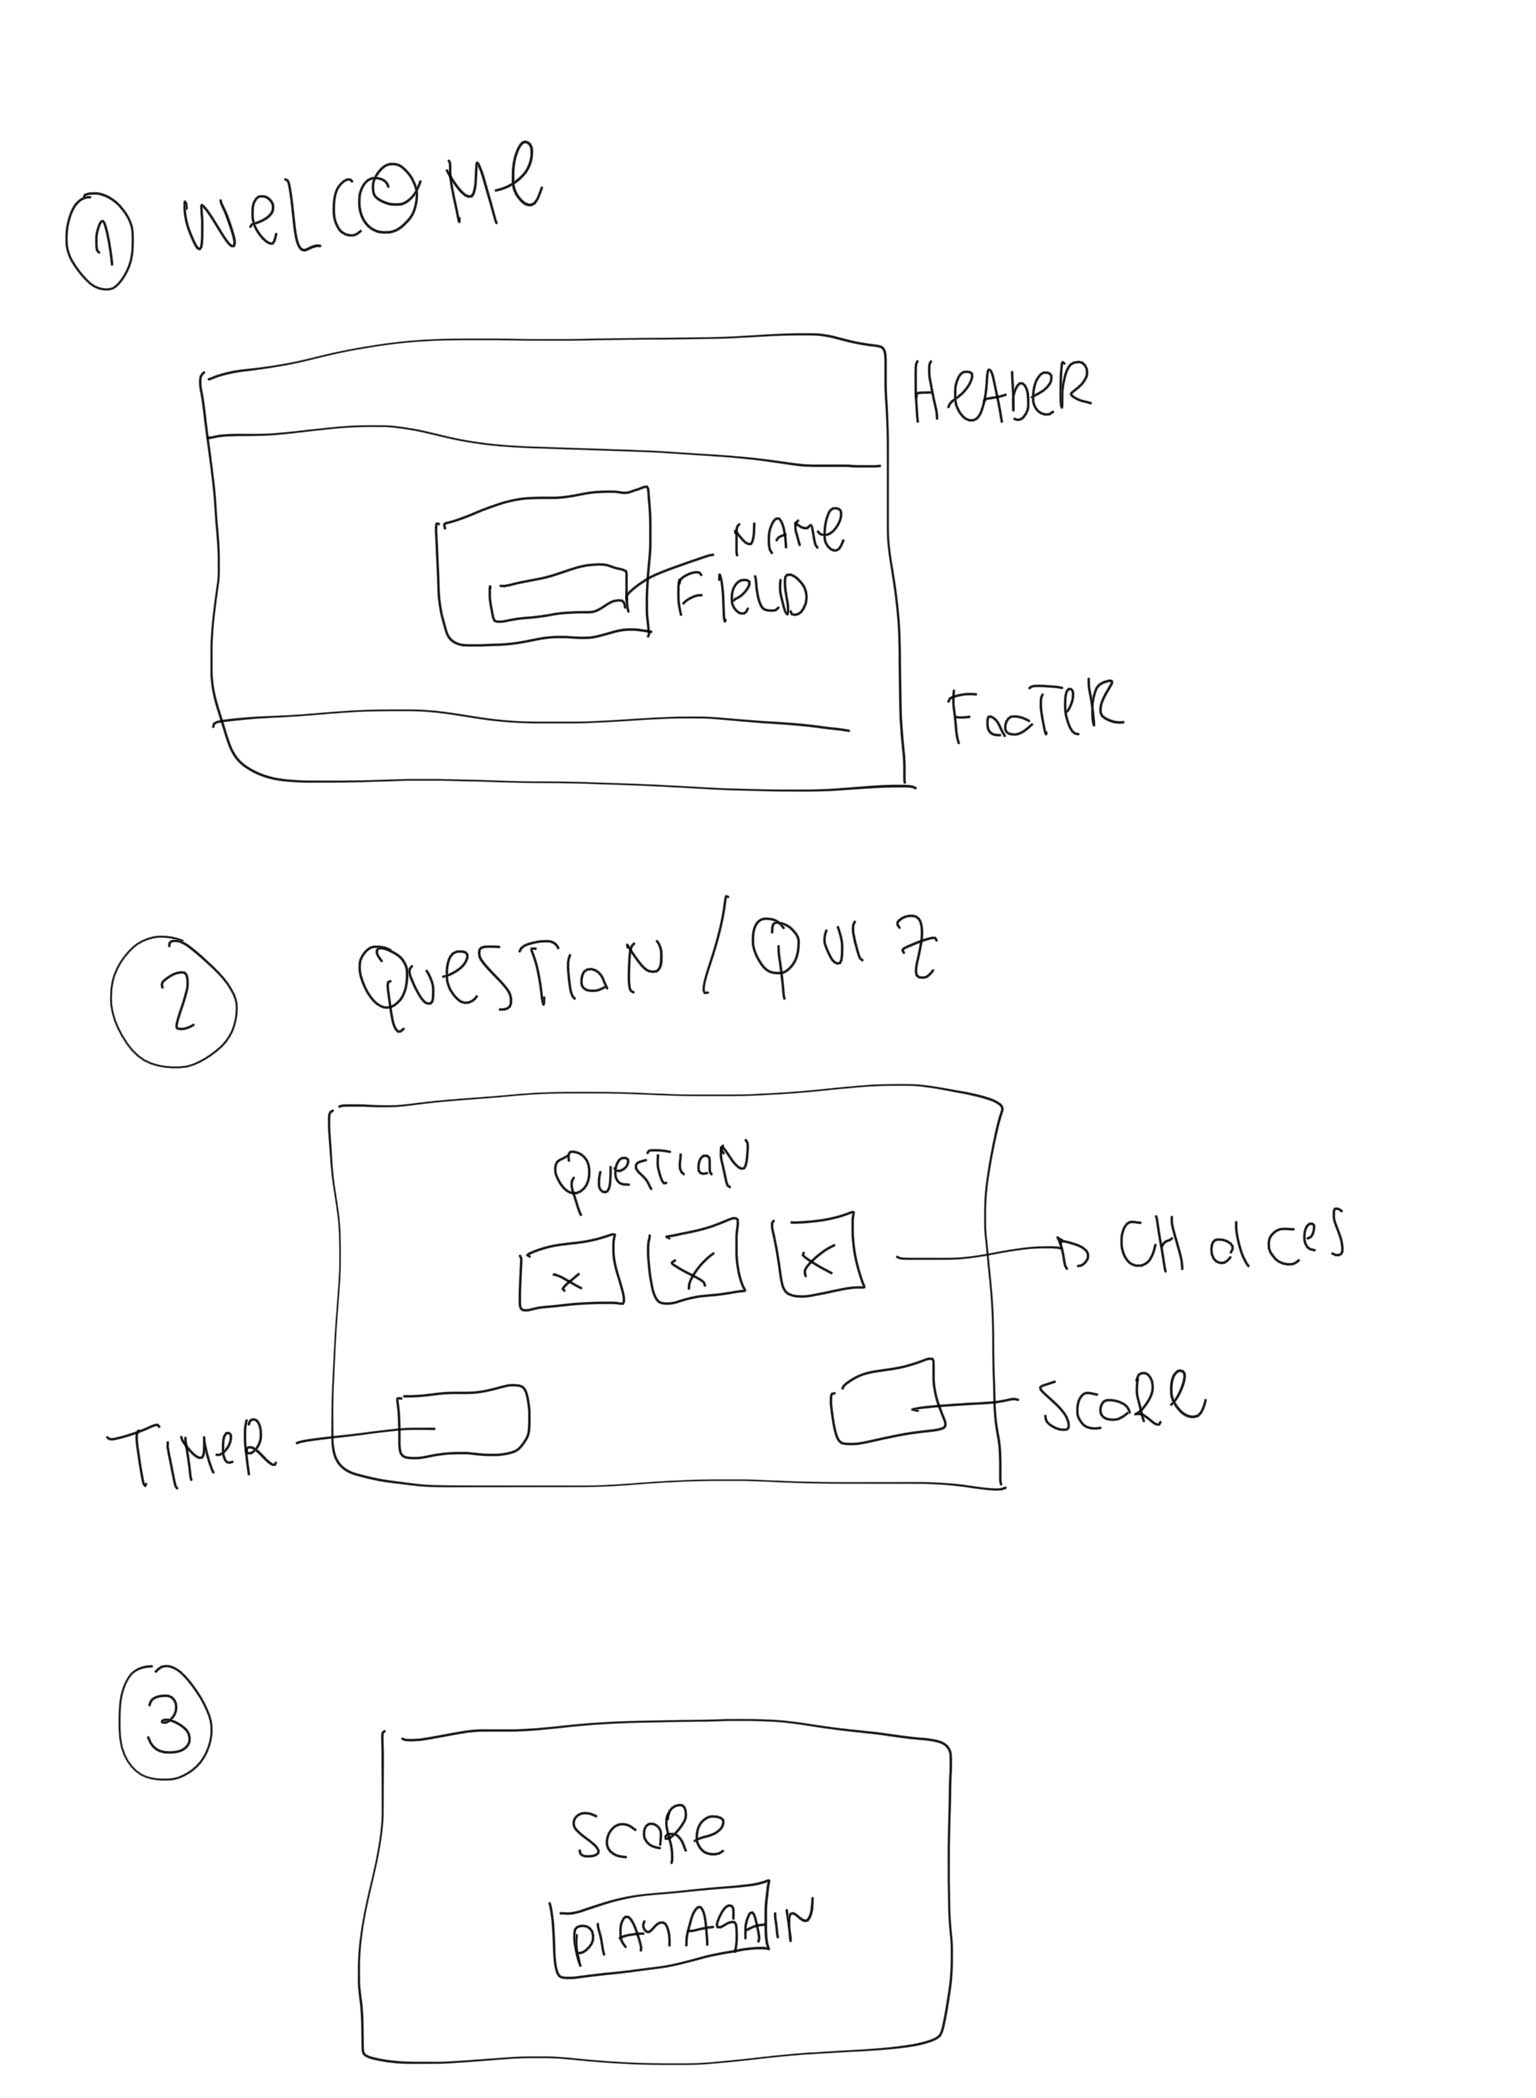 1 WELCOME
HEADER
NAME
FIELD
FOOTER
2 QUESTION/QUIZ
QUESTION
X X X
CHOICES
TIMER
SCORE
3
SCORE
PLAY AGAIN